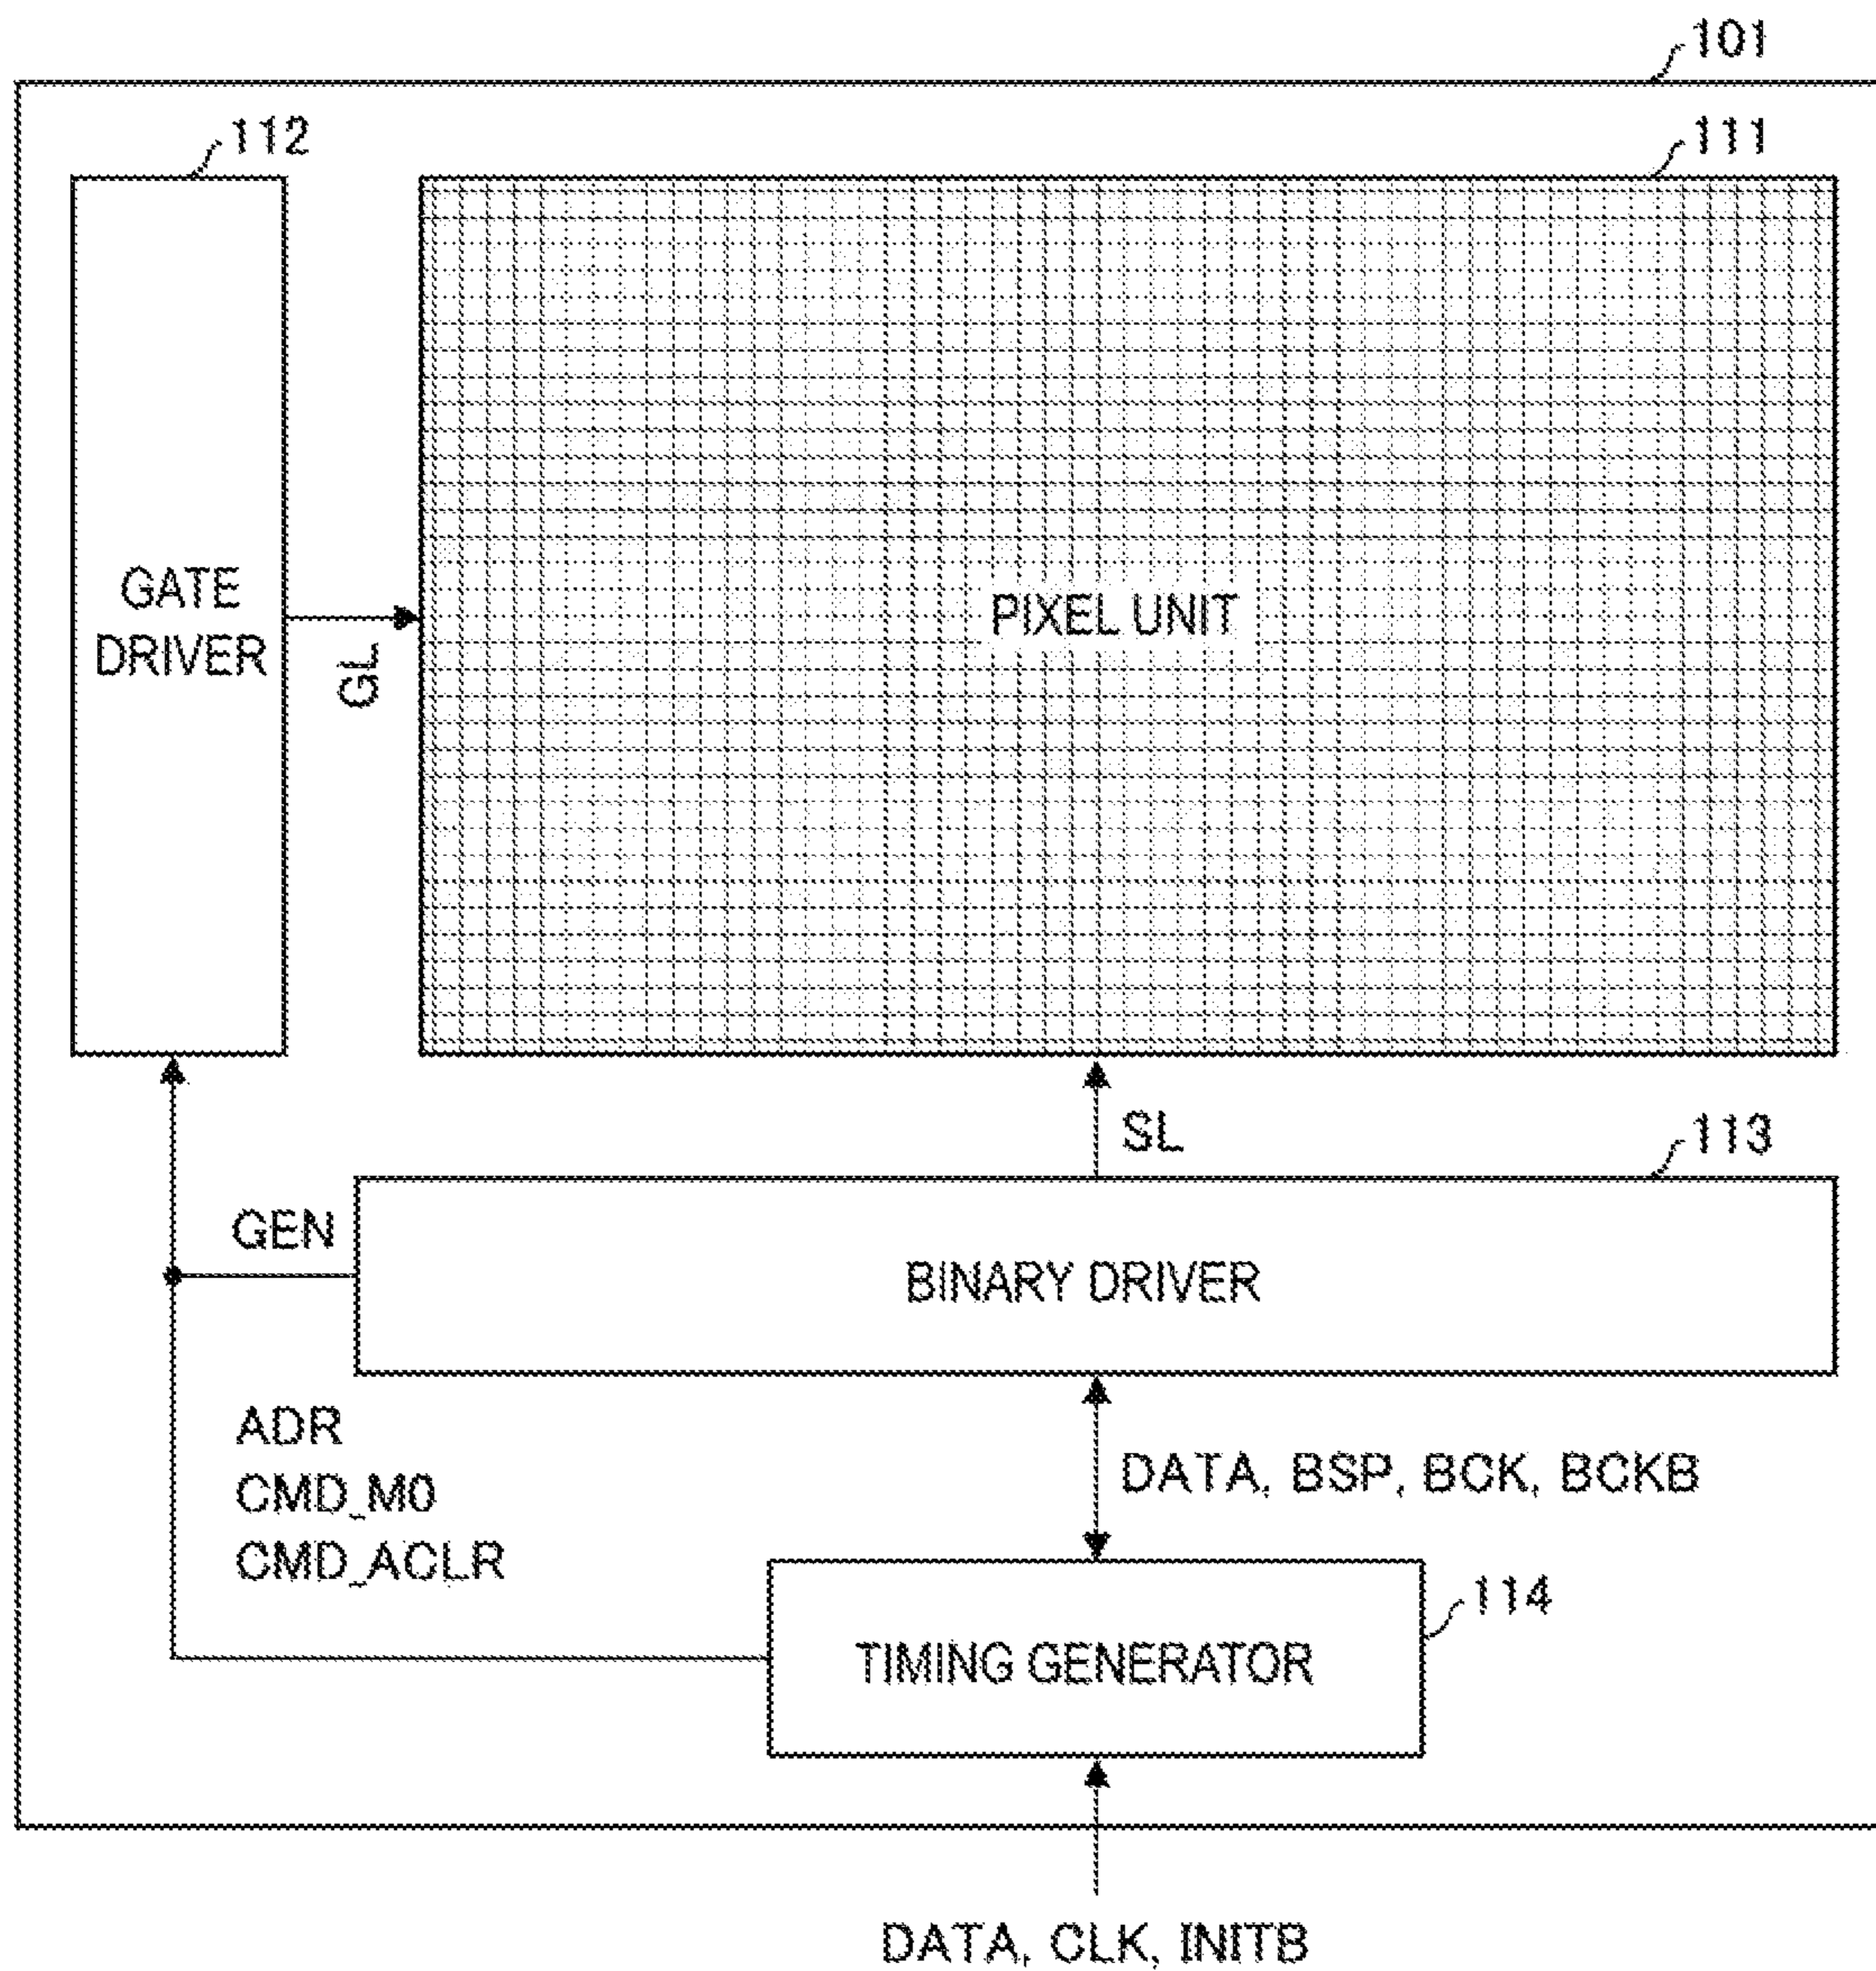 101
112
111
GATE
DRIVER
GL
PIXEL UNIT
SL
113
GEN
BINARY DRIVER
ADR
CMD_M0
CMD_ACLR
DATA, BSP, BCK, BCKB
114
TIMING GENERATOR
DATA, CLK, INITB